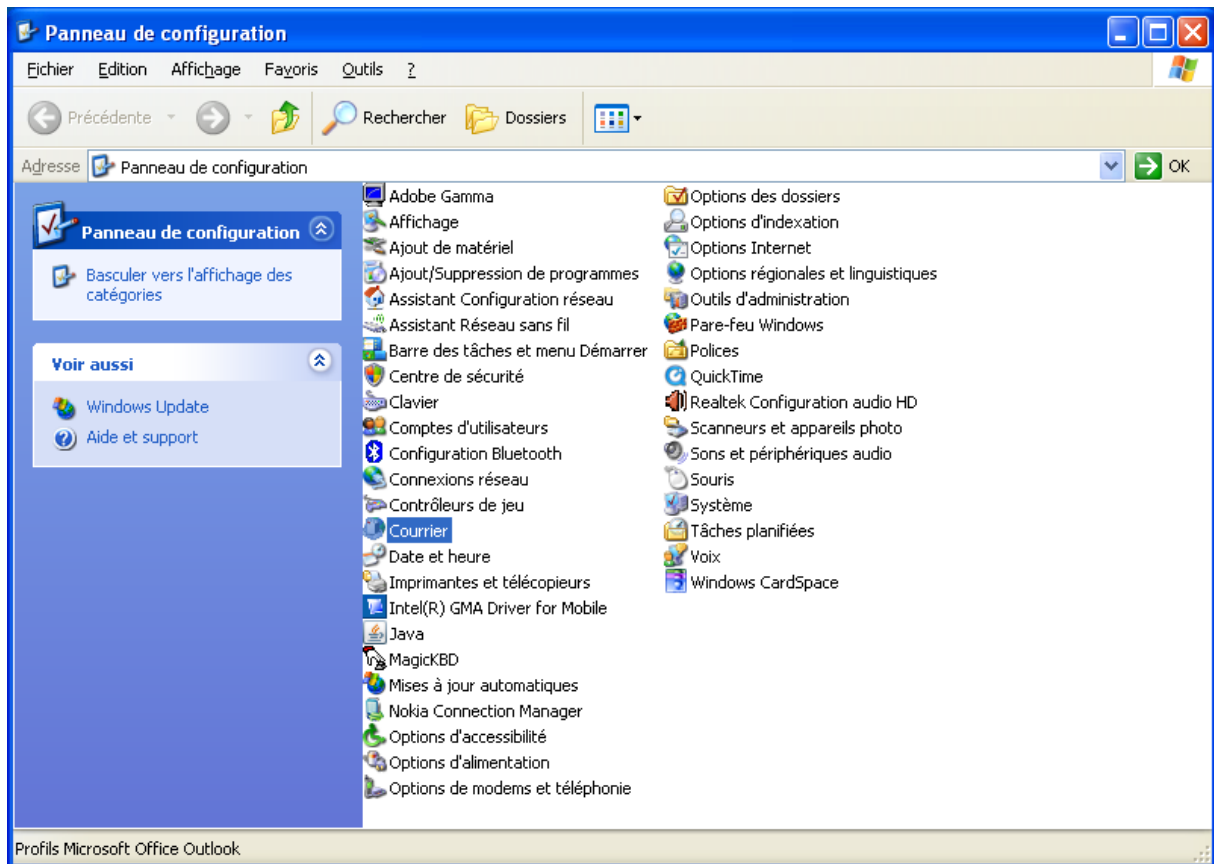 Panneau de configuration
Fichier Edition Affichage Favoris Outils ?
Précédente Rechercher Dossiers
Adresse Panneau de configuration OK
Panneau de configuration
Basculer vers l'affichage des
catégories
Voir aussi
Windows Update
Aide et support
Adobe Gamma
Affichage
Ajout de matériel
Ajout/Suppression de programmes
Assistant Configuration réseau
Assistant Réseau sans fil
Barre des tâches et menu Démarrer
Centre de sécurité
Clavier
Comptes d'utilisateurs
Configuration Bluetooth
Connexions réseau
Contrôleurs de jeu
Courrier
Date et heure
Imprimantes et télécopieurs
Intel(R) GMA Driver for Mobile
Java
MagicKBD
Mises à jour automatiques
Nokia Connection Manager
Options d'accessibilité
Options d'alimentation
Options de modems et téléphonie
Options des dossiers
Options d'indexation
Options Internet
Options régionales et linguistiques
Outils d'administration
Pare-feu Windows
Polices
QuickTime
Realtek Configuration audio HD
Scanneurs et appareils photo
Sons et périphériques audio
Souris
Système
Tâches planifiées
Voix
Windows CardSpace
Profils Microsoft Office Outlook